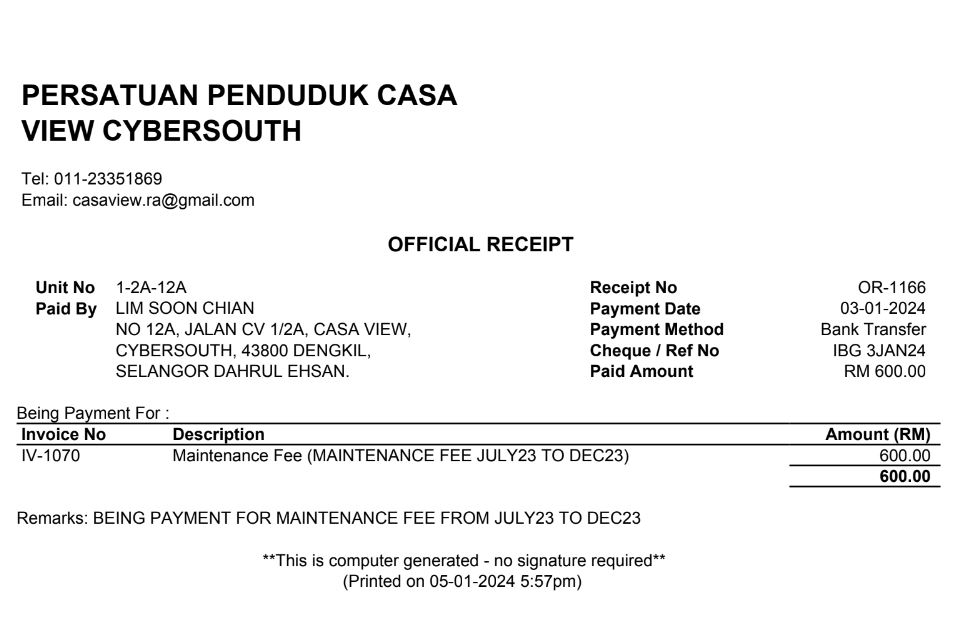 PERSATUAN PENDUDUK CASA
VIEW CYBERSOUTH
Tel: 011-23351869
Email: casaview.ra@gmail.com
OFFICIAL RECEIPT
Unit No 1-2A-12A Receipt No OR-1166
Paid By LIM SOON CHIAN Payment Date 03-01-2024
NO 12A, JALAN CV 1/2A, CASA VIEW, Payment Method Bank Transfer
CYBERSOUTH, 43800 DENGKIL, Cheque / Ref No IBG 3JAN24
SELANGOR DAHRUL EHSAN. Paid Amount RM 600.00
Being Payment For :
Invoice No Description Amount (RM)
IV-1070 Maintenance Fee (MAINTENANCE FEE JULY23 TO DEC23) 600.00
600.00
Remarks: BEING PAYMENT FOR MAINTENANCE FEE FROM JULY23 TO DEC23
**This is computer generated - no signature required**
(Printed on 05-01-2024 5:57pm)